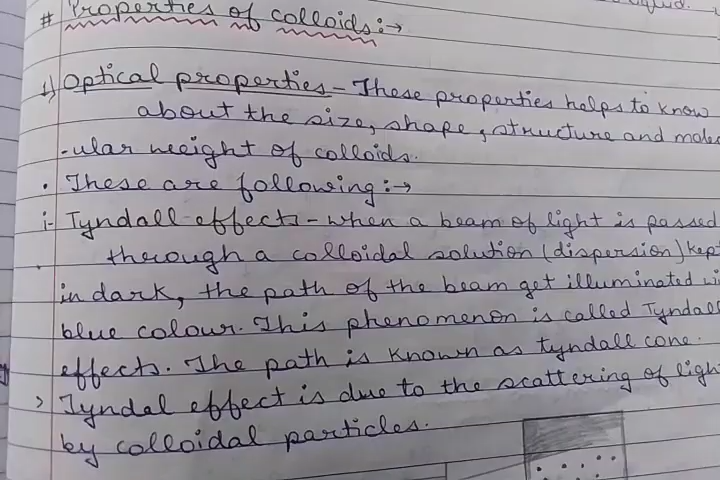 liquid.
# Properties of colloids:→
1) Optical properties - These properties helps to know
about the size, shape, structure and molec
-ular weight of colloids.
• These are following:→
i- Tyndall effects - when a beam of light is passed
through a colloidal solution (dispersion) kept
in dark, the path of the beam get illuminated wi
blue colour. This phenomenon is called Tyndall
effects. The path is known as tyndall cone.
> Tyndal effect is due to the scattering of light
by colloidal particles.